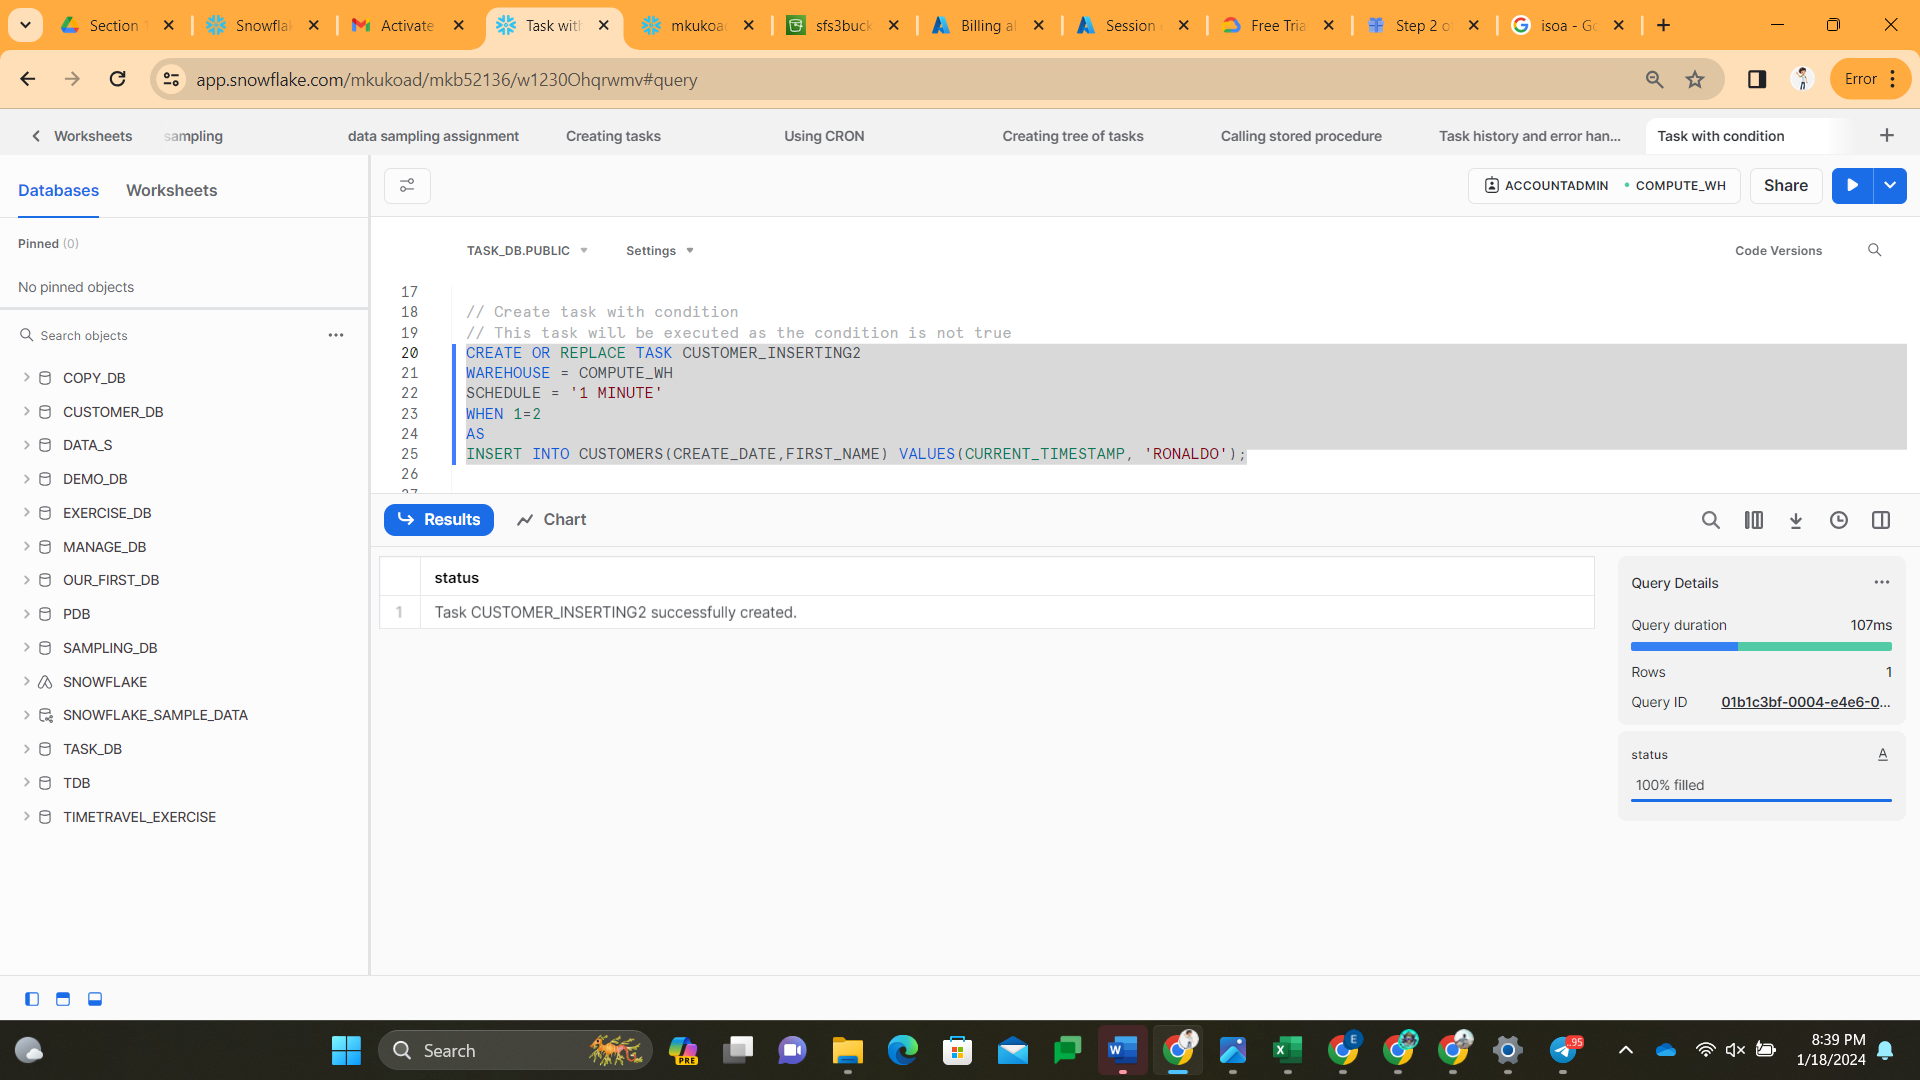 Section
Snowfla
Activate
Task wit
mkukoa
sfs3buck
Billing al
Session
Free Tria
Step 2 o
isoa - Go
app.snowflake.com/mkukoad/mkb52136/w1230Ohqrwmv#query
Error
Worksheets
sampling
data sampling assignment
Creating tasks
Using CRON
Creating tree of tasks
Calling stored procedure
Task history and error han...
Task with condition
Databases
Worksheets
ACCOUNTADMIN
COMPUTE_WH
Share
Pinned (0)
No pinned objects
Search objects
COPY_DB
CUSTOMER_DB
DATA_S
DEMO_DB
EXERCISE_DB
MANAGE_DB
OUR_FIRST_DB
PDB
SAMPLING_DB
SNOWFLAKE
SNOWFLAKE_SAMPLE_DATA
TASK_DB
TDB
TIMETRAVEL_EXERCISE
TASK_DB.PUBLIC
Settings
Code Versions
17
18 // Create task with condition
19 // This task will be executed as the condition is not true
20 CREATE OR REPLACE TASK CUSTOMER_INSERTING2
21 WAREHOUSE = COMPUTE_WH
22 SCHEDULE = '1 MINUTE'
23 WHEN 1=2
24 AS
25 INSERT INTO CUSTOMERS(CREATE_DATE,FIRST_NAME) VALUES(CURRENT_TIMESTAMP, 'RONALDO');
26
27
Results
Chart
status
1 Task CUSTOMER_INSERTING2 successfully created.
Query Details
Query duration 107ms
Rows 1
Query ID 01b1c3bf-0004-e4e6-0...
status A
100% filled
Search
PRE
E
95
8:39 PM
1/18/2024